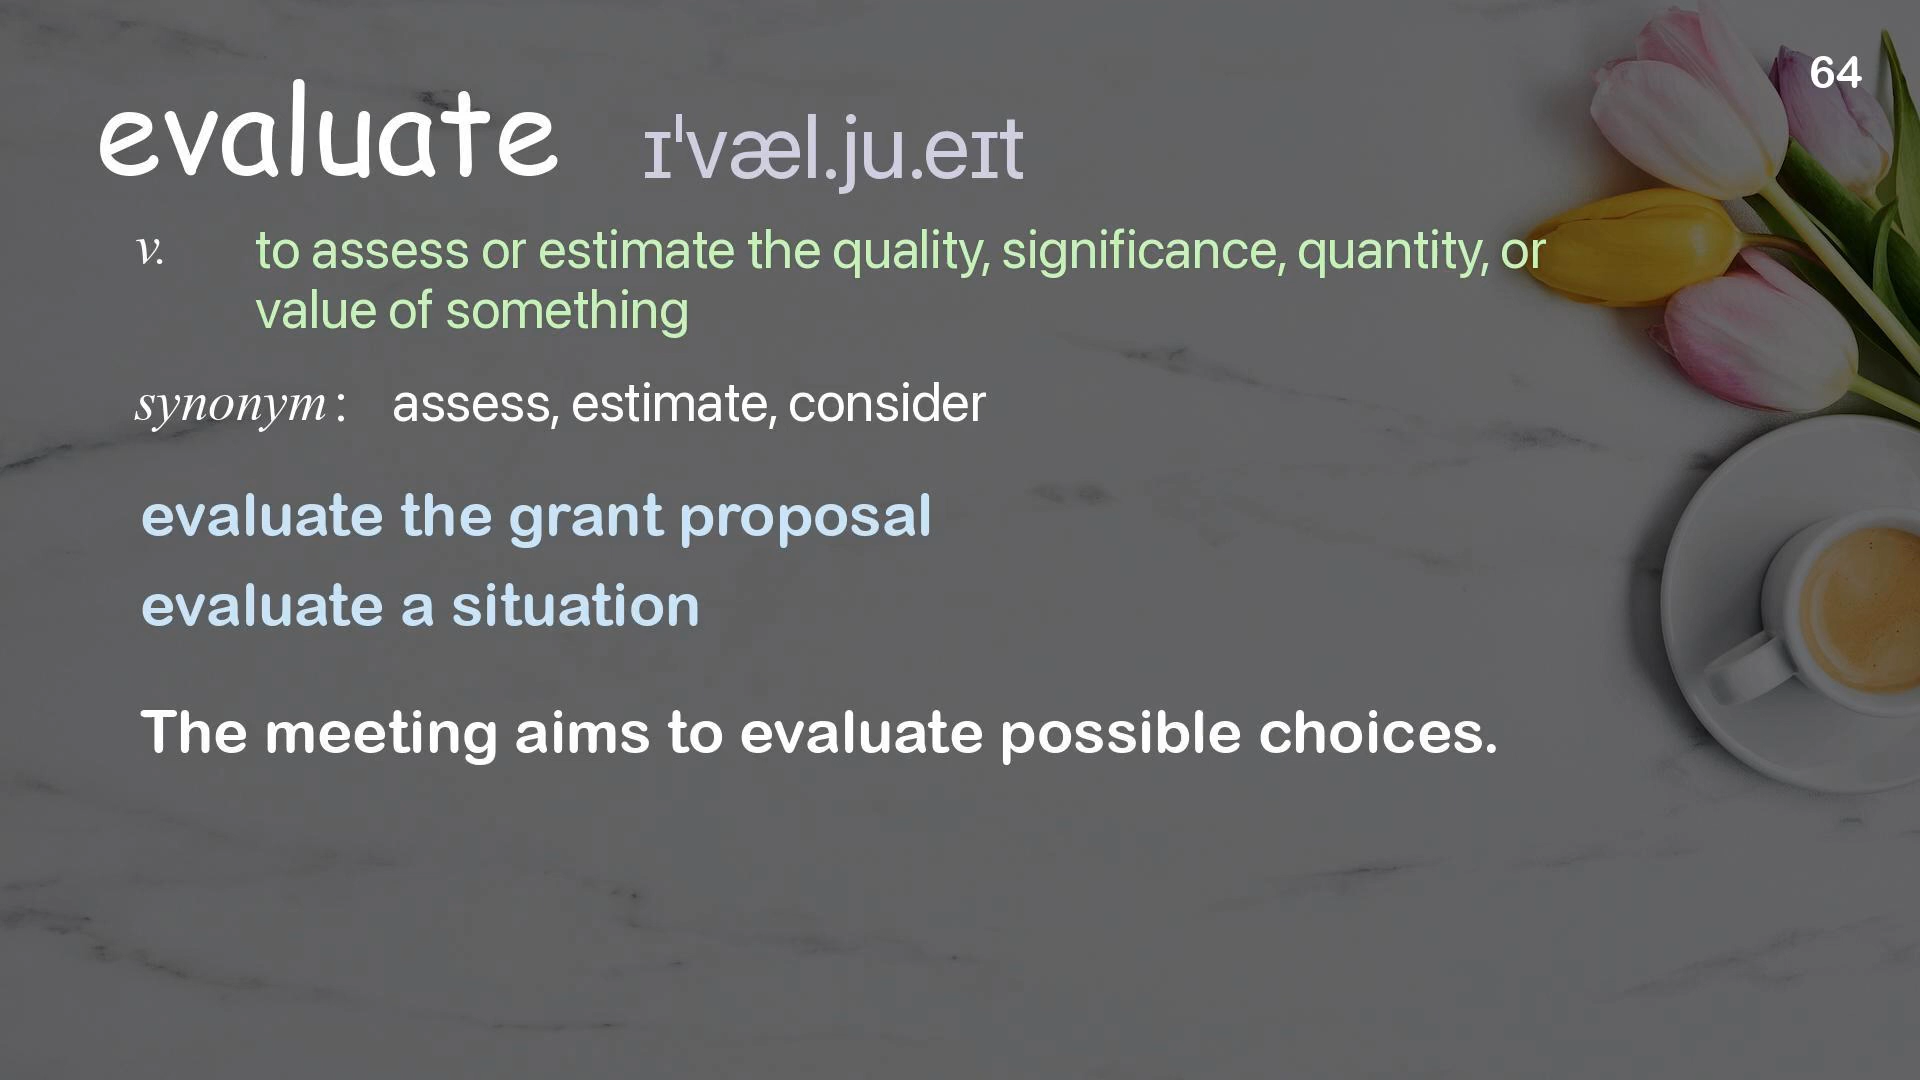 64
evaluate ɪˈvæl.ju.eɪt
v. to assess or estimate the quality, significance, quantity, or
value of something
synonym: assess, estimate, consider
evaluate the grant proposal
evaluate a situation
The meeting aims to evaluate possible choices.